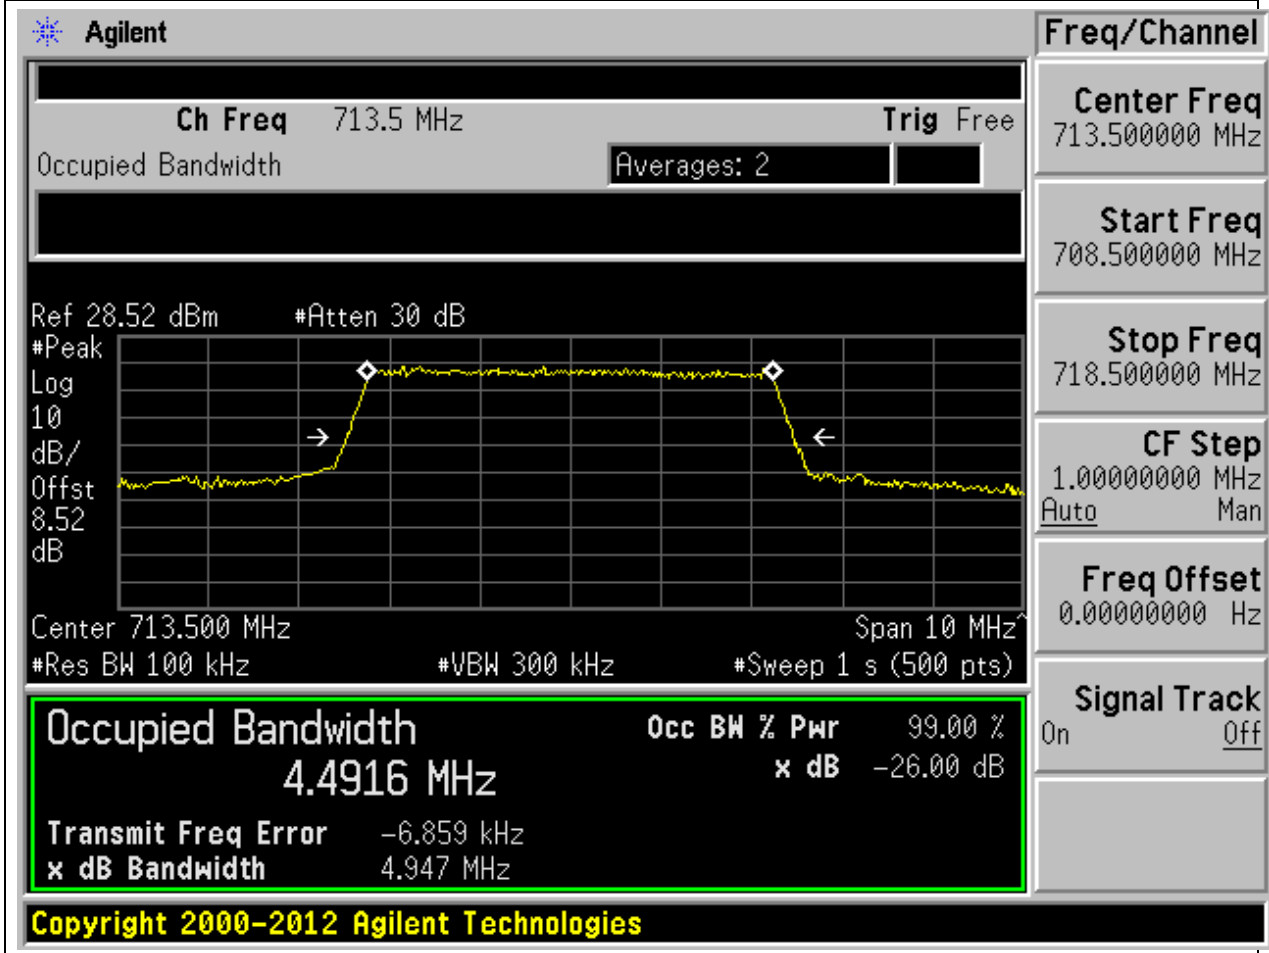 Agilent
Ch Freq 713.5 MHz Trig Free
Occupied Bandwidth Averages: 2
Ref 28.52 dBm #Atten 30 dB
#Peak
Log
10
dB/
Offst
8.52
dB
Center 713.500 MHz Span 10 MHz^
#Res BW 100 kHz #VBW 300 kHz #Sweep 1 s (500 pts)
Occupied Bandwidth Occ BW % Pwr 99.00 %
4.4916 MHz x dB -26.00 dB
Transmit Freq Error -6.859 kHz
x dB Bandwidth 4.947 MHz
Copyright 2000-2012 Agilent Technologies
Freq/Channel
Center Freq
713.500000 MHz
Start Freq
708.500000 MHz
Stop Freq
718.500000 MHz
CF Step
1.00000000 MHz
Auto Man
Freq Offset
0.00000000 Hz
Signal Track
On Off